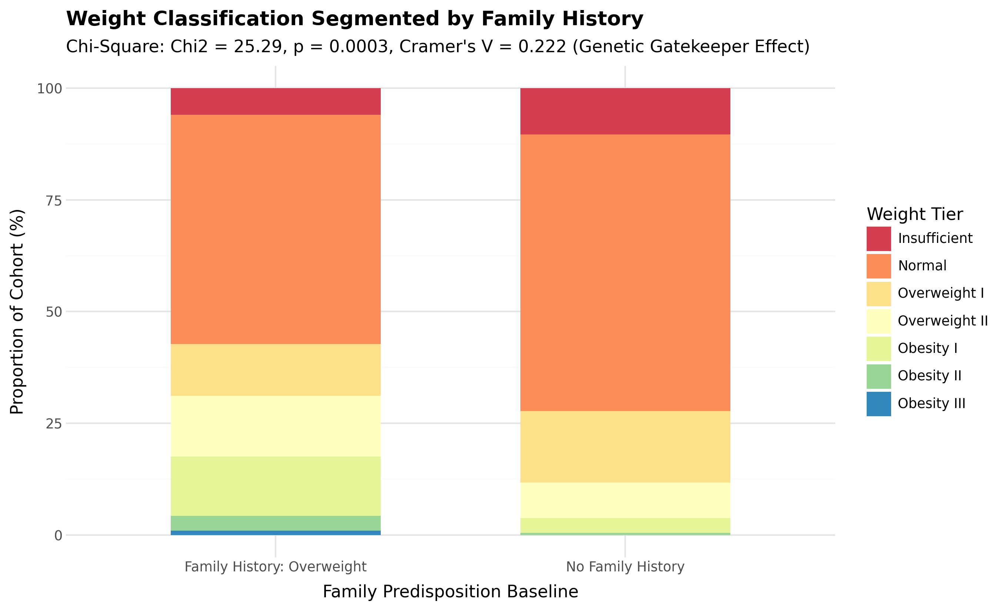 Weight Classification Segmented by Family History
Chi-Square: Chi2 = 25.29, p = 0.0003, Cramer's V = 0.222 (Genetic Gatekeeper Effect)
100
75
50
25
0
Proportion of Cohort (%)
Family History: Overweight
No Family History
Family Predisposition Baseline
Weight Tier
Insufficient
Normal
Overweight I
Overweight II
Obesity I
Obesity II
Obesity III